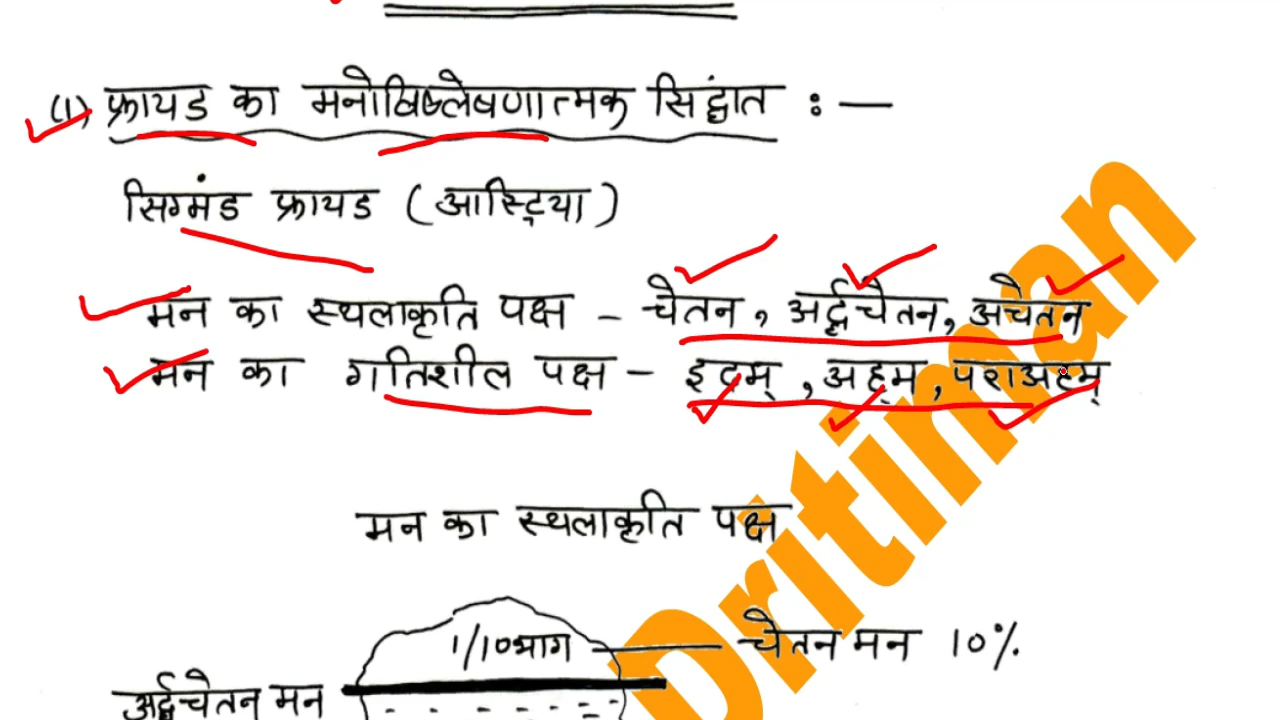 (1) फ्रायड का मनोविश्लेषणात्मक सिद्धांत : —
सिग्मंड फ्रायड (आस्ट्रिया)
मन का स्थलाकृति पक्ष - चेतन, अर्द्धचेतन, अचेतन
मन का गतिशील पक्ष - इदम्, अहम, पराअहम्
मन का स्थलाकृति पक्ष
1/10 भाग — चेतन मन 10%
अर्द्धचेतन मन
Dritiman